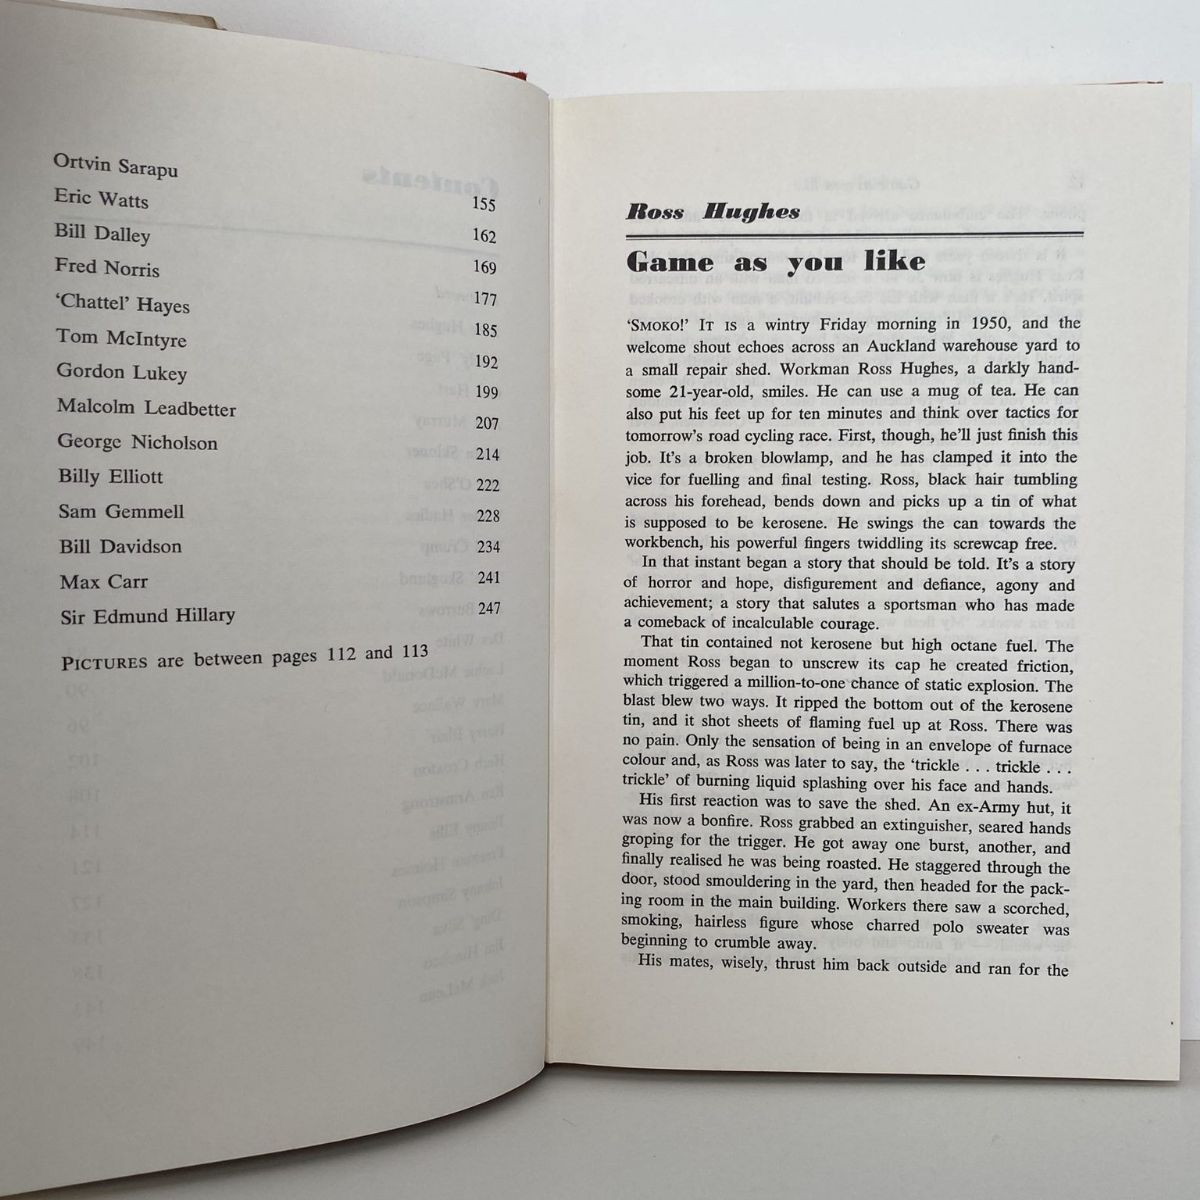 Ortvin Sarapu 155
Eric Watts 162
Bill Dalley 169
Fred Norris 177
‘Chattel’ Hayes 185
Tom McIntyre 192
Gordon Lukey 199
Malcolm Leadbetter 207
George Nicholson 214
Billy Elliott 222
Sam Gemmell 228
Bill Davidson 234
Max Carr 241
Sir Edmund Hillary 247
PICTURES are between pages 112 and 113
Ross Hughes
Game as you like
‘SMOKO!’ IT IS a wintry Friday morning in 1950, and the
welcome shout echoes across an Auckland warehouse yard to
a small repair shed. Workman Ross Hughes, a darkly hand-
some 21-year-old, smiles. He can use a mug of tea. He can
also put his feet up for ten minutes and think over tactics for
tomorrow’s road cycling race. First, though, he’ll just finish this
job. It’s a broken blowlamp, and he has clamped it into the
vice for fuelling and final testing. Ross, black hair tumbling
across his forehead, bends down and picks up a tin of what
is supposed to be kerosene. He swings the can towards the
workbench, his powerful fingers twiddling its screwcap free.
In that instant began a story that should be told. It’s a story
of horror and hope, disfigurement and defiance, agony and
achievement; a story that salutes a sportsman who has made
a comeback of incalculable courage.
That tin contained not kerosene but high octane fuel. The
moment Ross began to unscrew its cap he created friction,
which triggered a million-to-one chance of static explosion. The
blast blew two ways. It ripped the bottom out of the kerosene
tin, and it shot sheets of flaming fuel up at Ross. There was
no pain. Only the sensation of being in an envelope of furnace
colour and, as Ross was later to say, the ‘trickle . . . trickle . . .
trickle’ of burning liquid splashing over his face and hands.
His first reaction was to save the shed. An ex-Army hut, it
was now a bonfire. Ross grabbed an extinguisher, seared hands
groping for the trigger. He got away one burst, another, and
finally realised he was being roasted. He staggered through the
door, stood smouldering in the yard, then headed for the pack-
ing room in the main building. Workers there saw a scorched,
smoking, hairless figure whose charred polo sweater was
beginning to crumble away.
His mates, wisely, thrust him back outside and ran for the